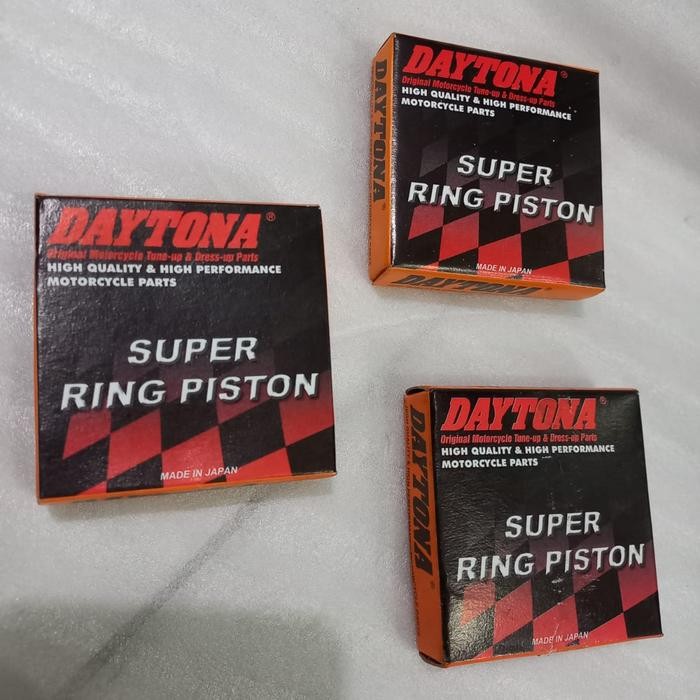 DAYTONA®
Original Motorcycle Tune-up & Dress-up Parts
HIGH QUALITY & HIGH PERFORMANCE
MOTORCYCLE PARTS
SUPER
RING PISTON
MADE IN JAPAN
DAYTONA
DAYTONA®
Original Motorcycle Tune-up & Dress-up Parts
HIGH QUALITY & HIGH PERFORMANCE
MOTORCYCLE PARTS
SUPER
RING PISTON
MADE IN JAPAN
DAYTONA
DAYTONA
DAYTONA®
Original Motorcycle Tune-up & Dress-up Parts
HIGH QUALITY & HIGH PERFORMANCE
MOTORCYCLE PARTS
SUPER
RING PISTON
MADE IN JAPAN